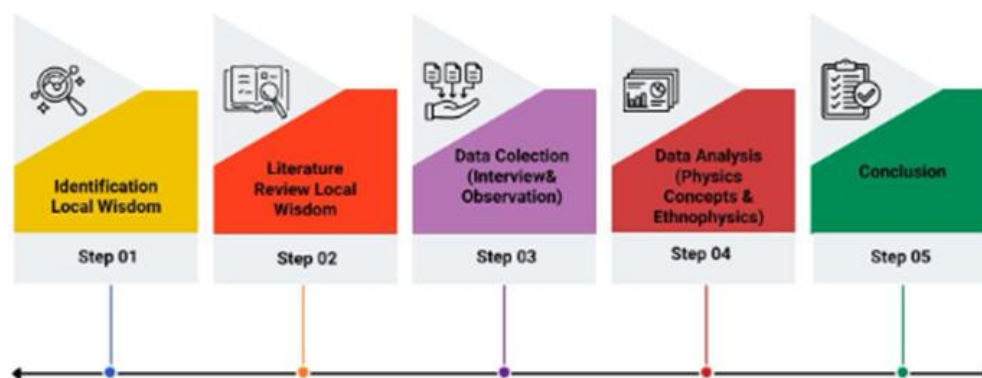 Identification
Local Wisdom
Step 01
Literature
Review Local
Wisdom
Step 02
Data Colection
(Interview&
Observation)
Step 03
Data Analysis
(Physics
Concepts &
Ethnophysics)
Step 04
Conclusion
Step 05